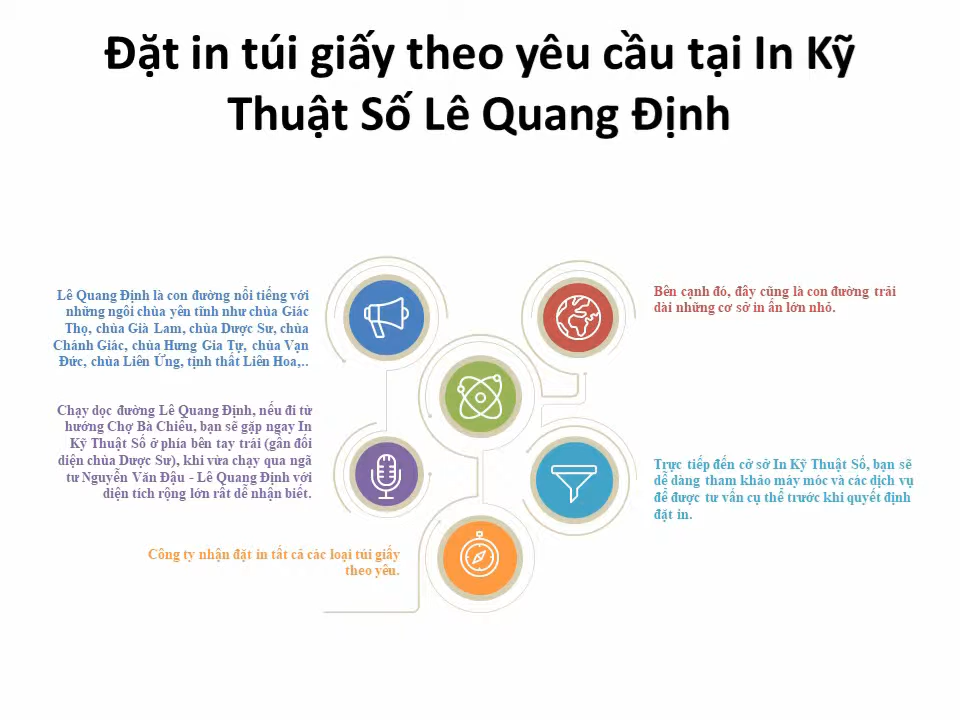 Đặt in túi giấy theo yêu cầu tại In Kỹ
Thuật Số Lê Quang Định
Lê Quang Định là con đường nổi tiếng với
những ngôi chùa yên tĩnh như chùa Giác
Thọ, chùa Già Lam, chùa Dược Sư, chùa
Chánh Giác, chùa Hưng Gia Tự, chùa Vạn
Đức, chùa Liên Ứng, tịnh thất Liên Hoa,..
Bên cạnh đó, đây cũng là con đường trải
dài những cơ sở in ấn lớn nhỏ.
Chạy dọc đường Lê Quang Định, nếu đi từ
hướng Chợ Bà Chiểu, bạn sẽ gặp ngay In
Kỹ Thuật Số ở phía bên tay trái (gần đối
diện chùa Dược Sư), khi vừa chạy qua ngã
tư Nguyễn Văn Đậu - Lê Quang Định với
diện tích rộng lớn rất dễ nhận biết.
Trực tiếp đến cở sở In Kỹ Thuật Số, bạn sẽ
dễ dàng tham khảo máy móc và các dịch vụ
để được tư vấn cụ thể trước khi quyết định
đặt in.
Công ty nhận đặt in tất cả các loại túi giấy
theo yêu.